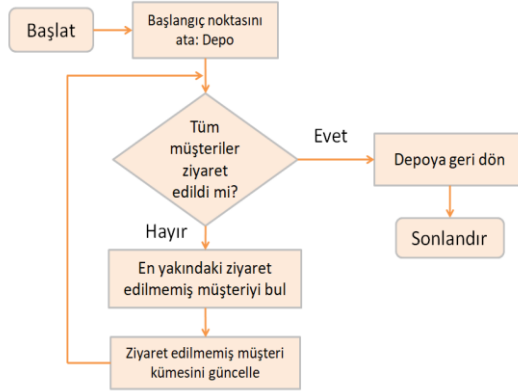 Başlat
Başlangıç noktasını
ata: Depo
Tüm
müşteriler
ziyaret
edildi mi?
Evet
Depoya geri dön
Sonlandır
Hayır
En yakındaki ziyaret
edilmemiş müşteriyi bul
Ziyaret edilmemiş müşteri
kümesini güncelle